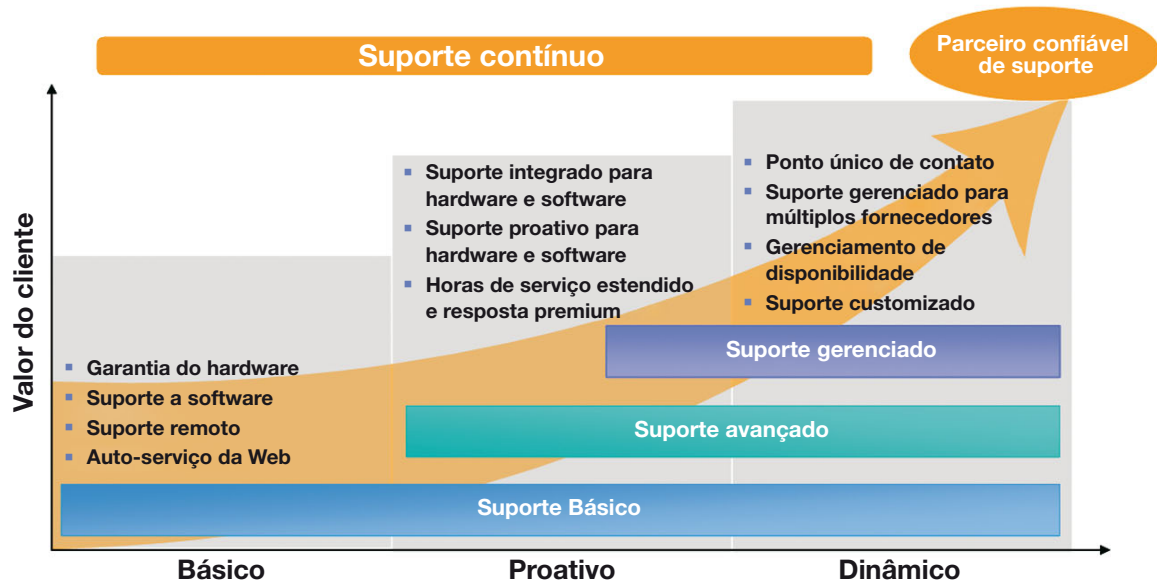 Suporte contínuo
Parceiro confiável
de suporte
Valor do cliente
Garantia do hardware
Suporte a software
Suporte remoto
Auto-serviço da Web
Suporte integrado para
hardware e software
Suporte proativo para
hardware e software
Horas de serviço estendido
e resposta premium
Ponto único de contato
Suporte gerenciado para
múltiplos fornecedores
Gerenciamento de
disponibilidade
Suporte customizado
Suporte gerenciado
Suporte avançado
Suporte Básico
Básico
Proativo
Dinâmico